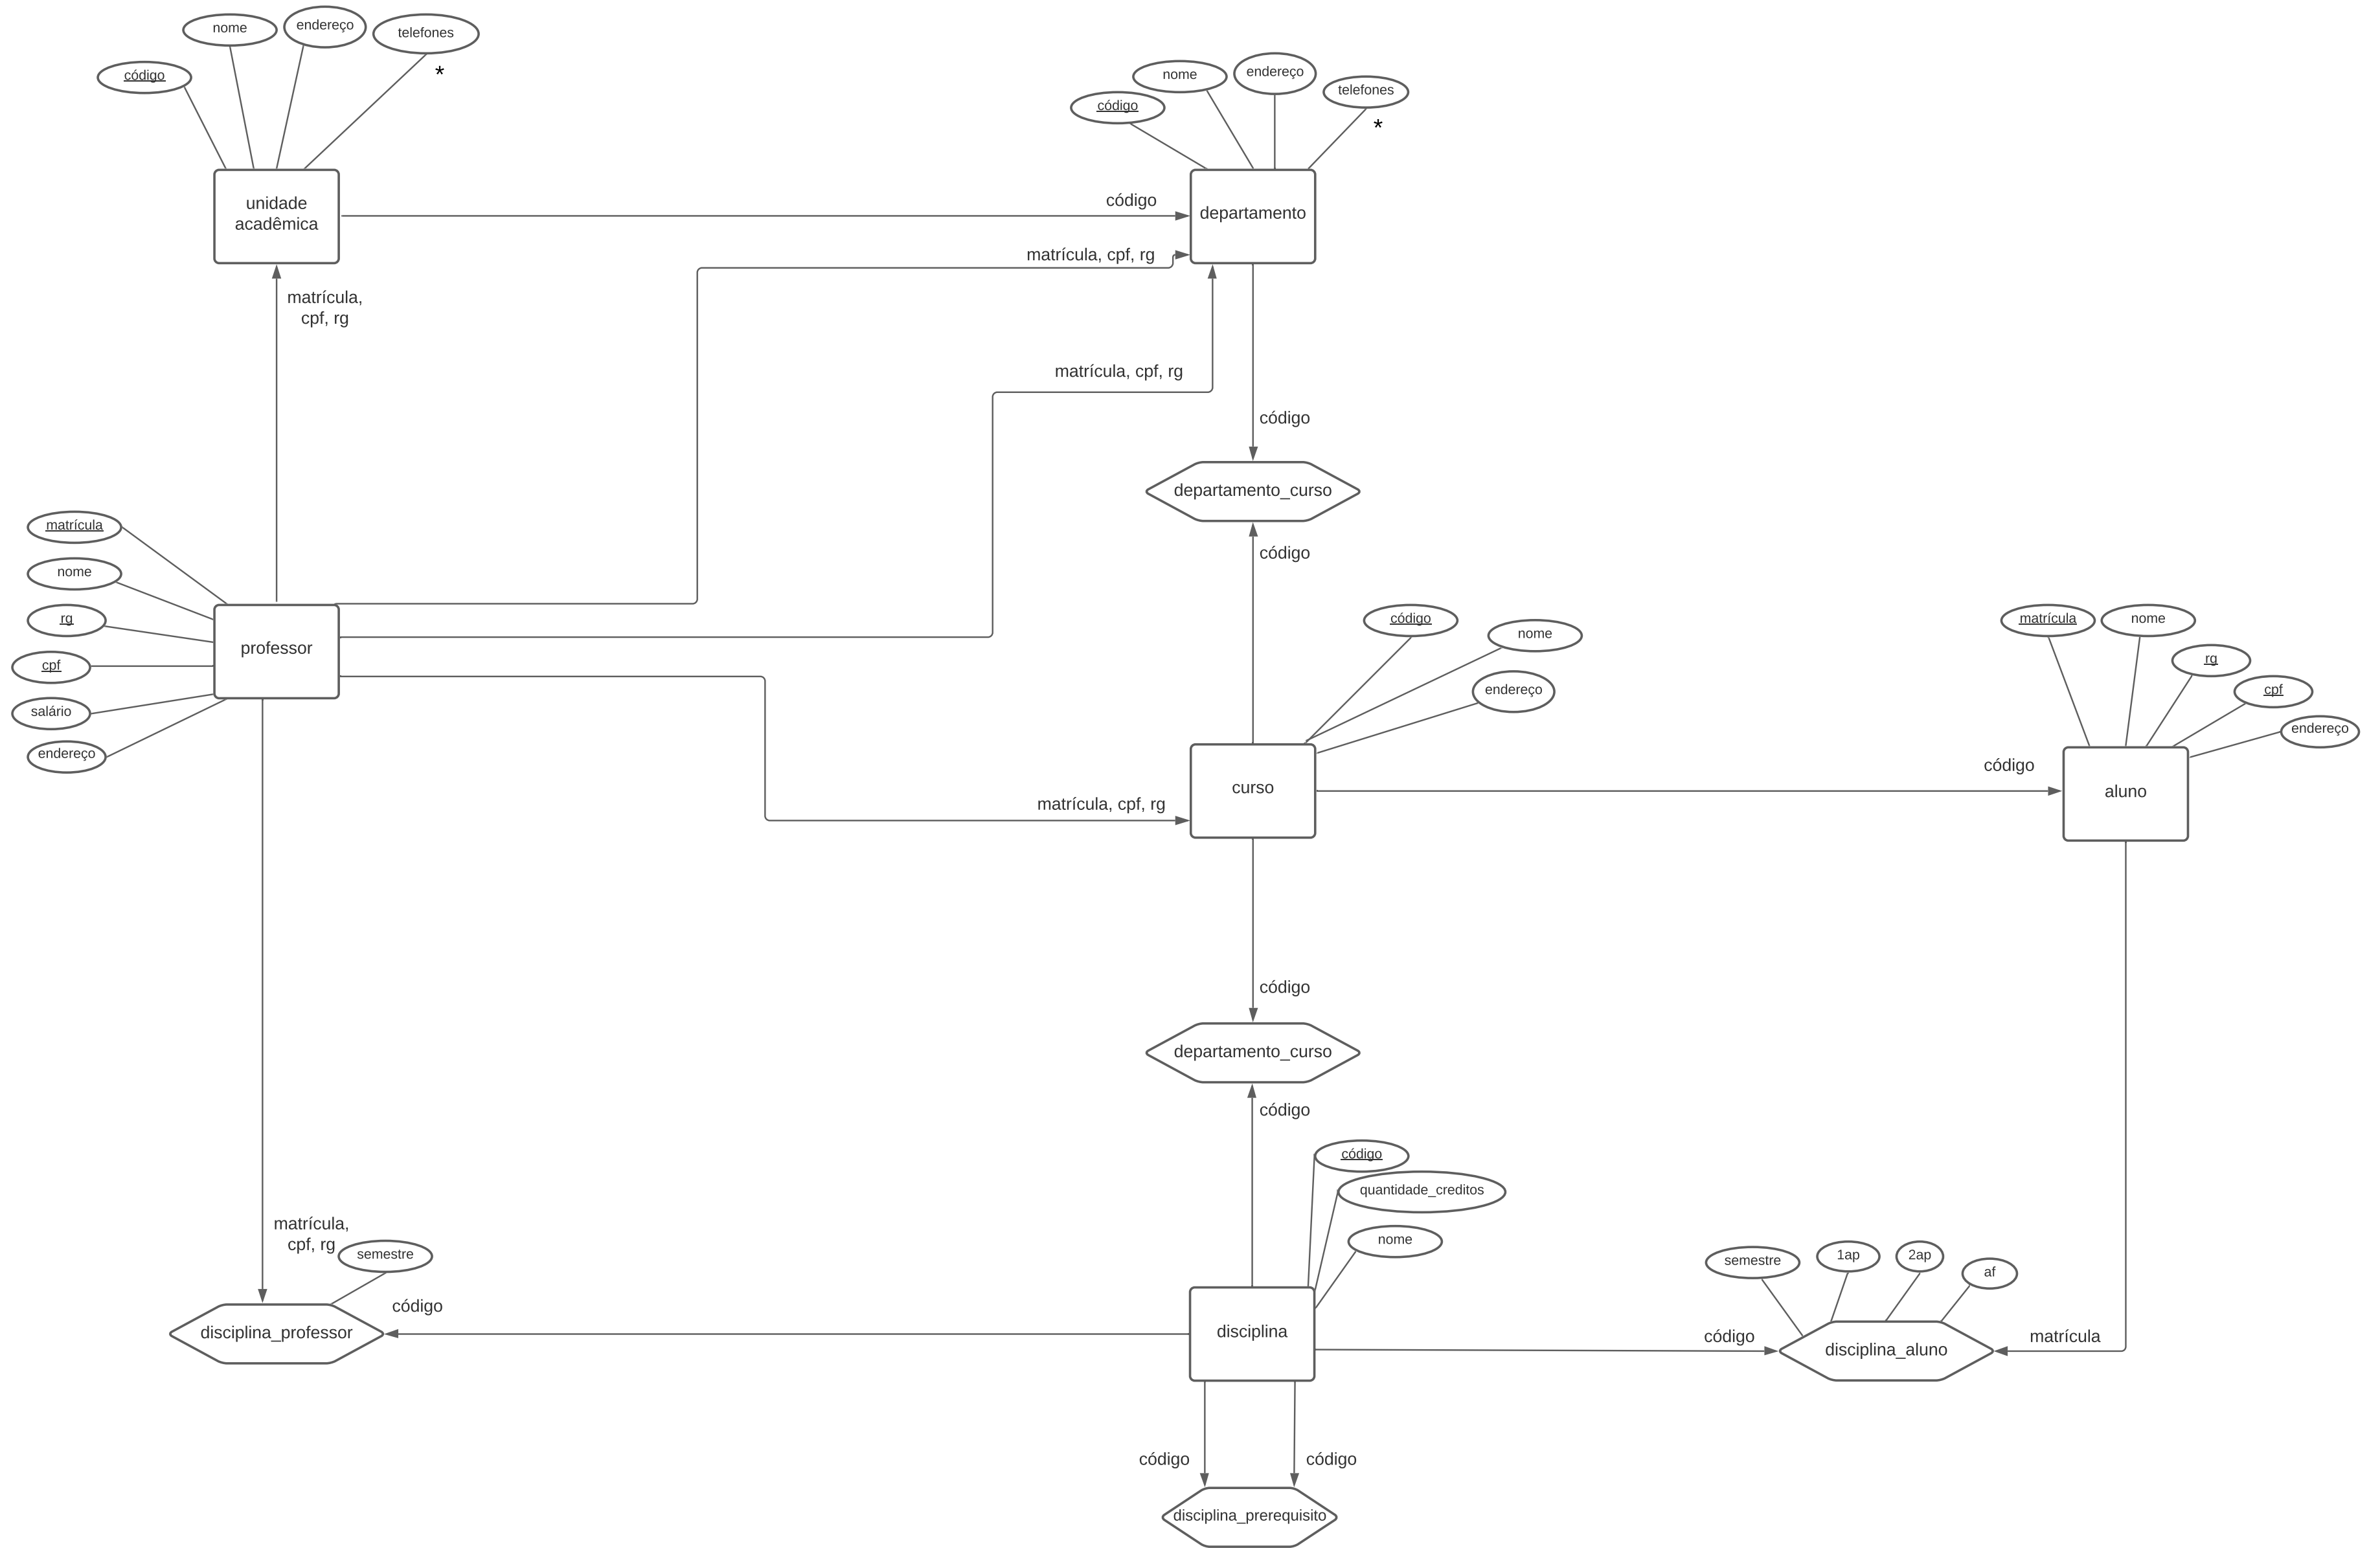 nome
endereço
telefones
*
código
unidade
acadêmica
nome
endereço
telefones
*
código
departamento
código
matrícula, cpf, rg
matrícula,
cpf, rg
matrícula, cpf, rg
código
departamento_curso
código
matrícula
nome
rg
cpf
salário
endereço
professor
código
nome
endereço
curso
matrícula, cpf, rg
código
matrícula
nome
rg
cpf
endereço
aluno
código
departamento_curso
código
código
quantidade_creditos
nome
disciplina
matrícula,
cpf, rg
semestre
código
disciplina_professor
semestre
1ap
2ap
af
código
disciplina_aluno
matrícula
código
código
disciplina_prerequisito